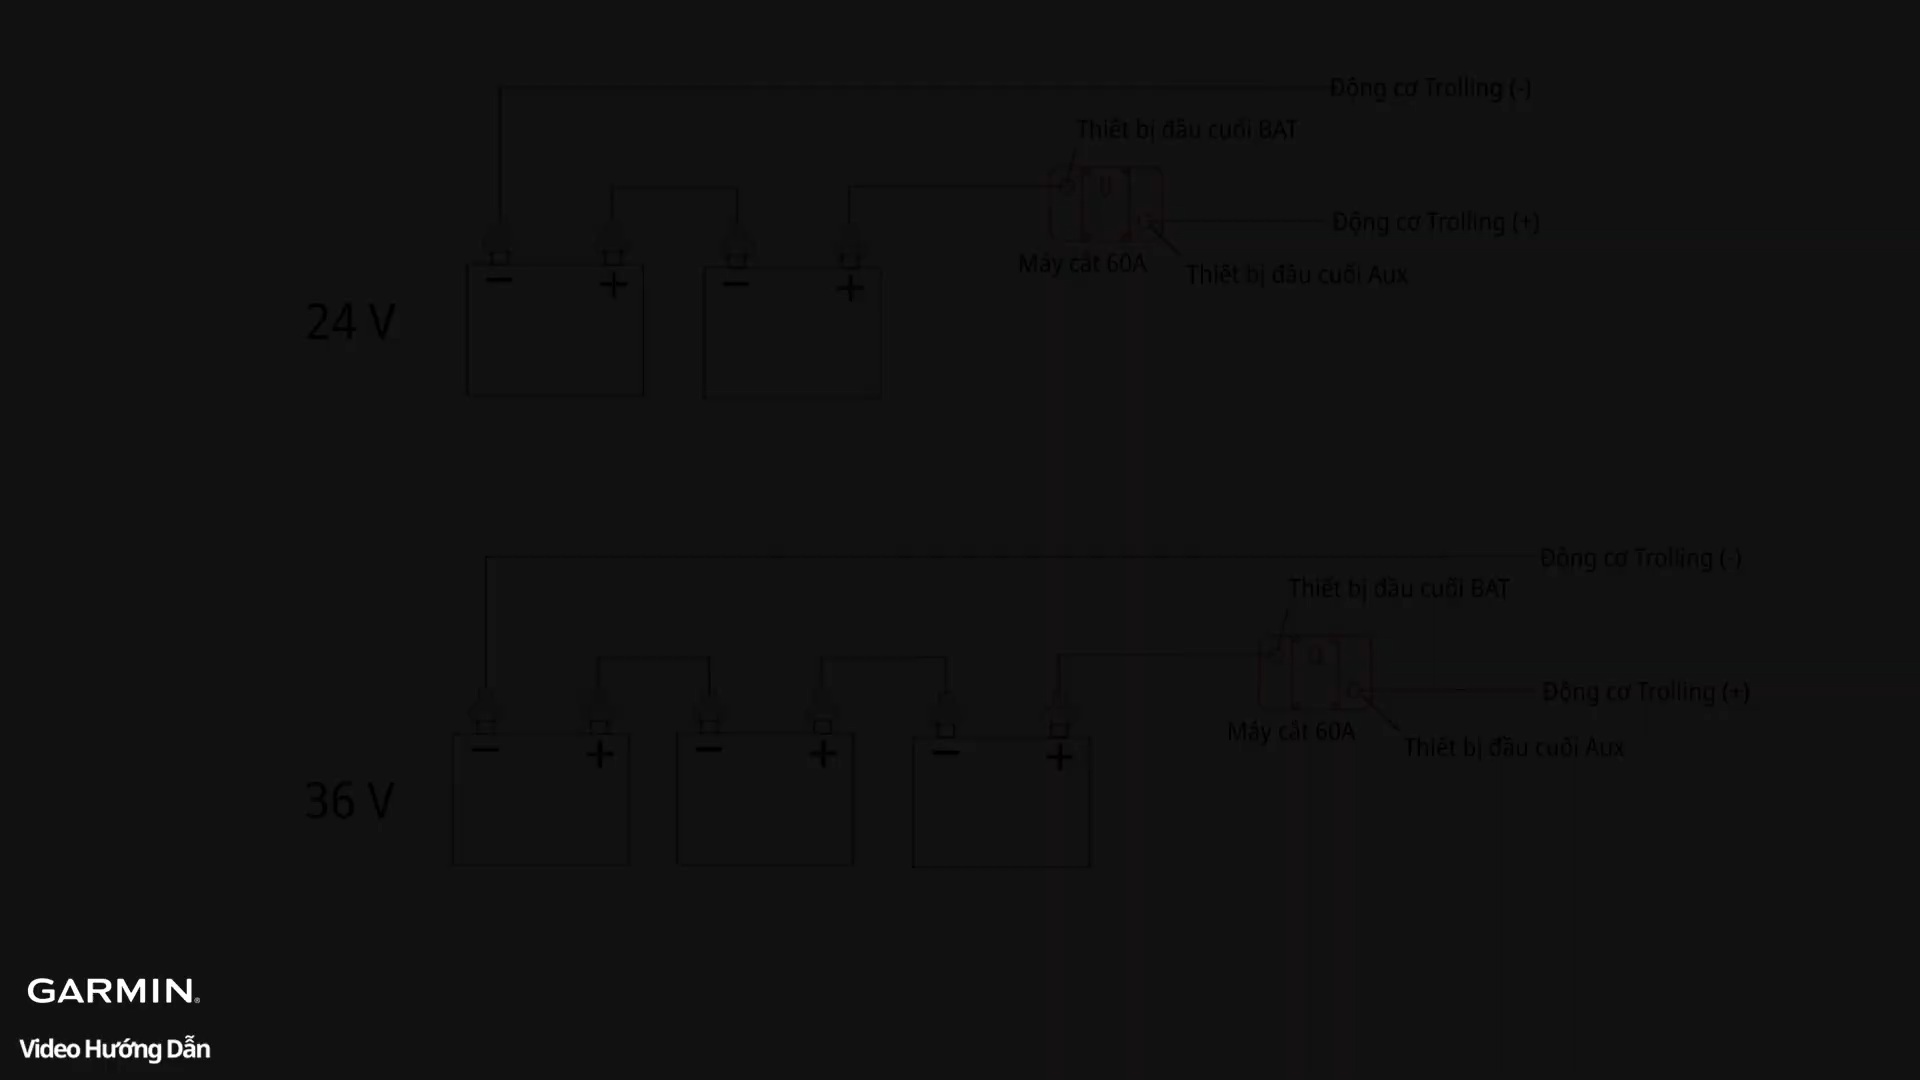 Động cơ Trolling (-)
Thiết bị đầu cuối BAT
Động cơ Trolling (+)
Máy cắt 60A
Thiết bị đầu cuối Aux
24 V
Động cơ Trolling (-)
Thiết bị đầu cuối BAT
Động cơ Trolling (+)
Máy cắt 60A
Thiết bị đầu cuối Aux
36 V
GARMIN®
Video Hướng Dẫn